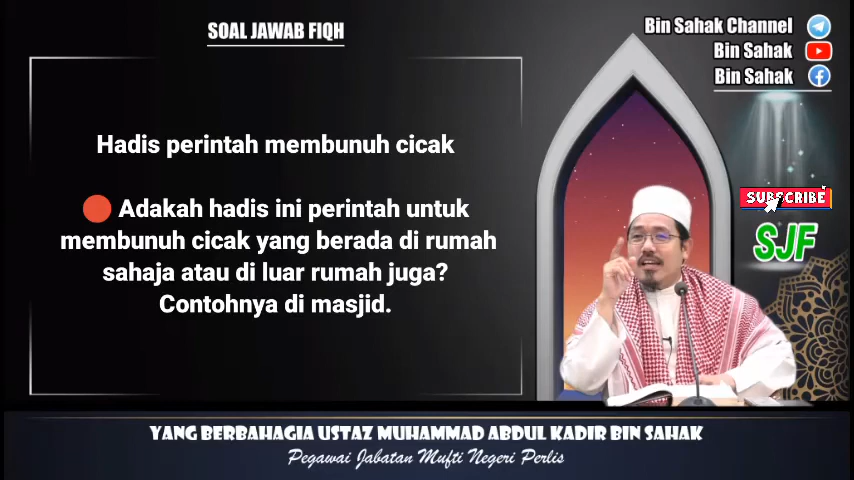 SOAL JAWAB FIQH
Bin Sahak Channel
Bin Sahak
Bin Sahak
Hadis perintah membunuh cicak
Adakah hadis ini perintah untuk
membunuh cicak yang berada di rumah
sahaja atau di luar rumah juga?
Contohnya di masjid.
SUBSCRIBE
SJF
YANG BERBAHAGIA USTAZ MUHAMMAD ABDUL KADIR BIN SAHAK
Pegawai Jabatan Mufti Negeri Perlis